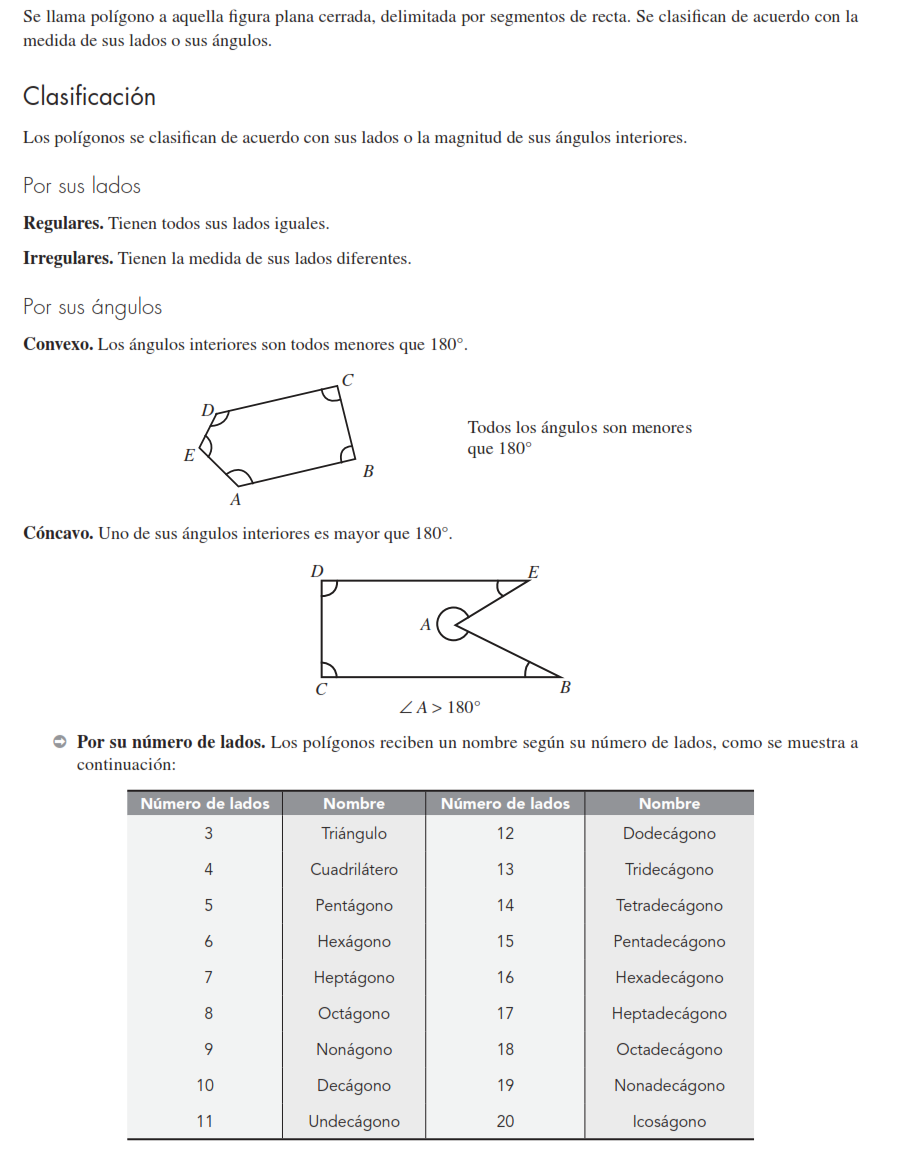 Se llama polígono a aquella figura plana cerrada, delimitada por segmentos de recta. Se clasifican de acuerdo con la
medida de sus lados o sus ángulos.
Clasificación
Los polígonos se clasifican de acuerdo con sus lados o la magnitud de sus ángulos interiores.
Por sus lados
Regulares. Tienen todos sus lados iguales.
Irregulares. Tienen la medida de sus lados diferentes.
Por sus ángulos
Convexo. Los ángulos interiores son todos menores que 180°.
C
D
E
B
A
Todos los ángulos son menores
que 180°
Cóncavo. Uno de sus ángulos interiores es mayor que 180°.
D E
A
C B
∠A > 180°
Por su número de lados. Los polígonos reciben un nombre según su número de lados, como se muestra a
continuación:
Número de lados Nombre Número de lados Nombre
3 Triángulo 12 Dodecágono
4 Cuadrilátero 13 Tridecágono
5 Pentágono 14 Tetradecágono
6 Hexágono 15 Pentadecágono
7 Heptágono 16 Hexadecágono
8 Octágono 17 Heptadecágono
9 Nonágono 18 Octadecágono
10 Decágono 19 Nonadecágono
11 Undecágono 20 Icoságono